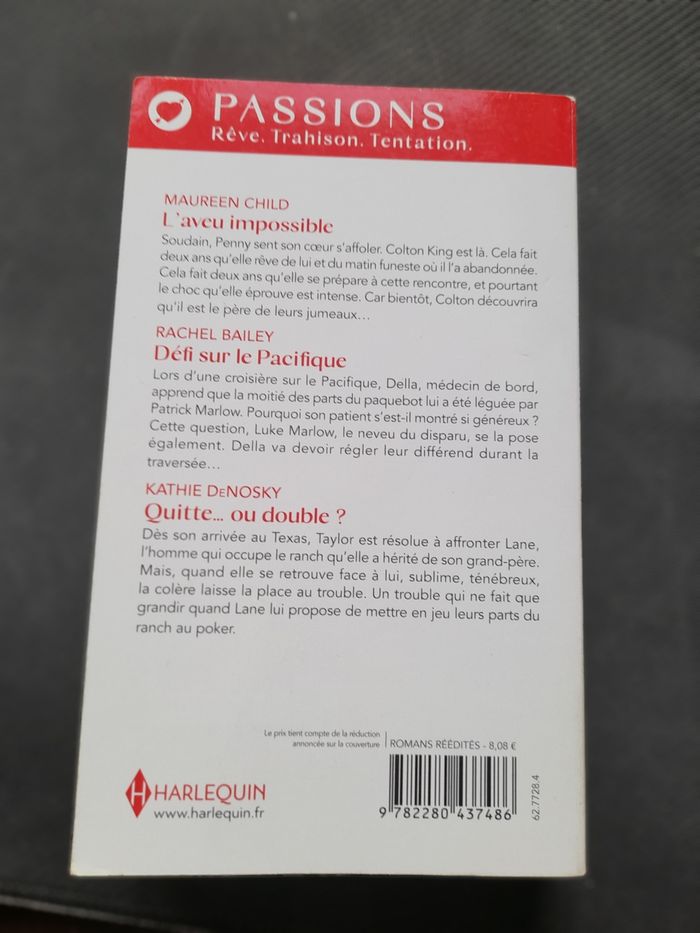 PASSIONS
Rêve. Trahison. Tentation.
MAUREEN CHILD
L'aveu impossible
Soudain, Penny sent son cœur s'affoler. Colton King est là. Cela fait
deux ans qu'elle rêve de lui et du matin funeste où il l'a abandonnée.
Cela fait deux ans qu'elle se prépare à cette rencontre, et pourtant
le choc qu'elle éprouve est intense. Car bientôt, Colton découvrira
qu'il est le père de leurs jumeaux...
RACHEL BAILEY
Défi sur le Pacifique
Lors d'une croisière sur le Pacifique, Della, médecin de bord,
apprend que la moitié des parts du paquebot lui a été léguée par
Patrick Marlow. Pourquoi son patient s'est-il montré si généreux ?
Cette question, Luke Marlow, le neveu du disparu, se la pose
également. Della va devoir régler leur différend durant la
traversée...
KATHIE DENOSKY
Quitte... ou double ?
Dès son arrivée au Texas, Taylor est résolue à affronter Lane,
l'homme qui occupe le ranch qu'elle a hérité de son grand-père.
Mais, quand elle se retrouve face à lui, sublime, ténébreux,
la colère laisse la place au trouble. Un trouble qui ne fait que
grandir quand Lane lui propose de mettre en jeu leurs parts du
ranch au poker.
Le prix tient compte de la réduction
annoncée sur la couverture
ROMANS RÉÉDITÉS - 8,08 €
H HARLEQUIN
www.harlequin.fr
9 782280 437486
62.7728.4